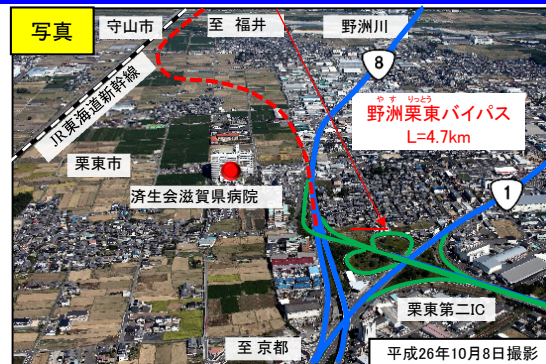 写真
守山市
至 福井
野洲川
8
JR東海道新幹線
やす りっとう
野洲栗東バイパス
L=4.7km
栗東市
1
済生会滋賀県病院
栗東第二IC
至 京都
平成26年10月8日撮影